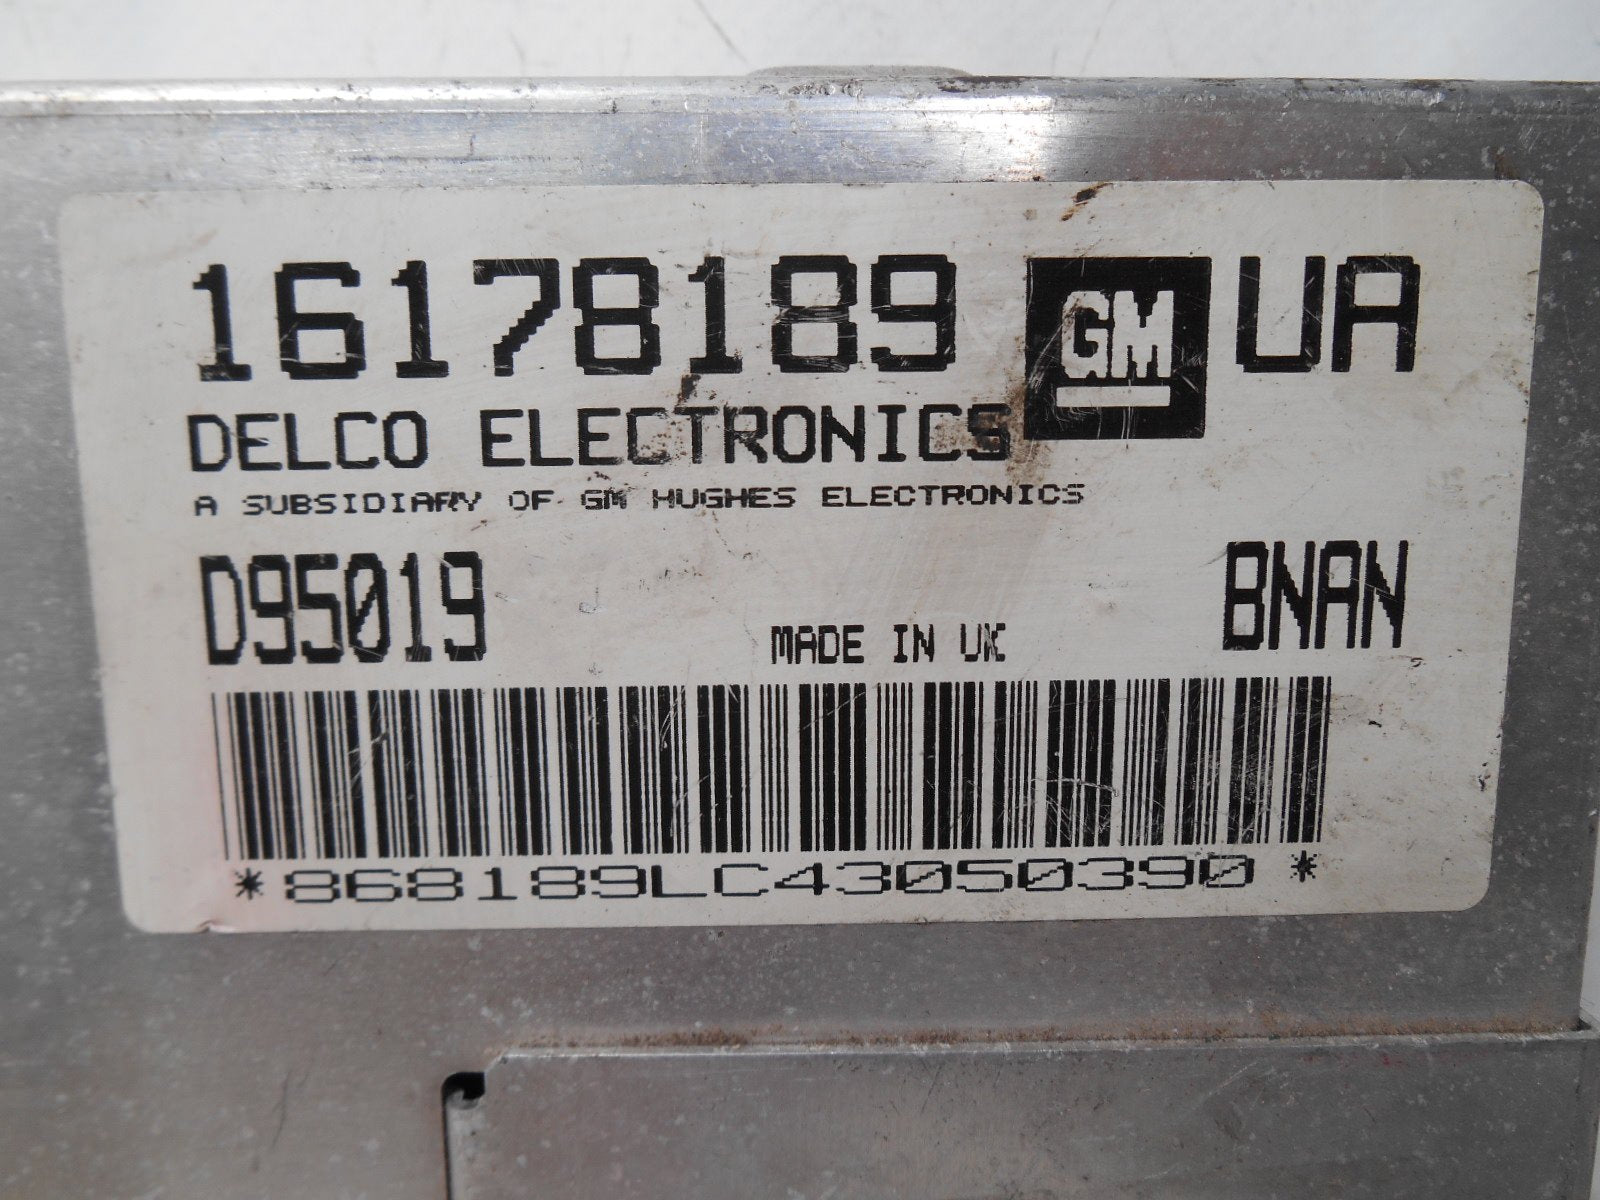 16178189 GM UA
DELCO ELECTRONICS
A SUBSIDIARY OF GM HUGHES ELECTRONICS
D95019 BNAN
MADE IN UK
*868189LC43050390*